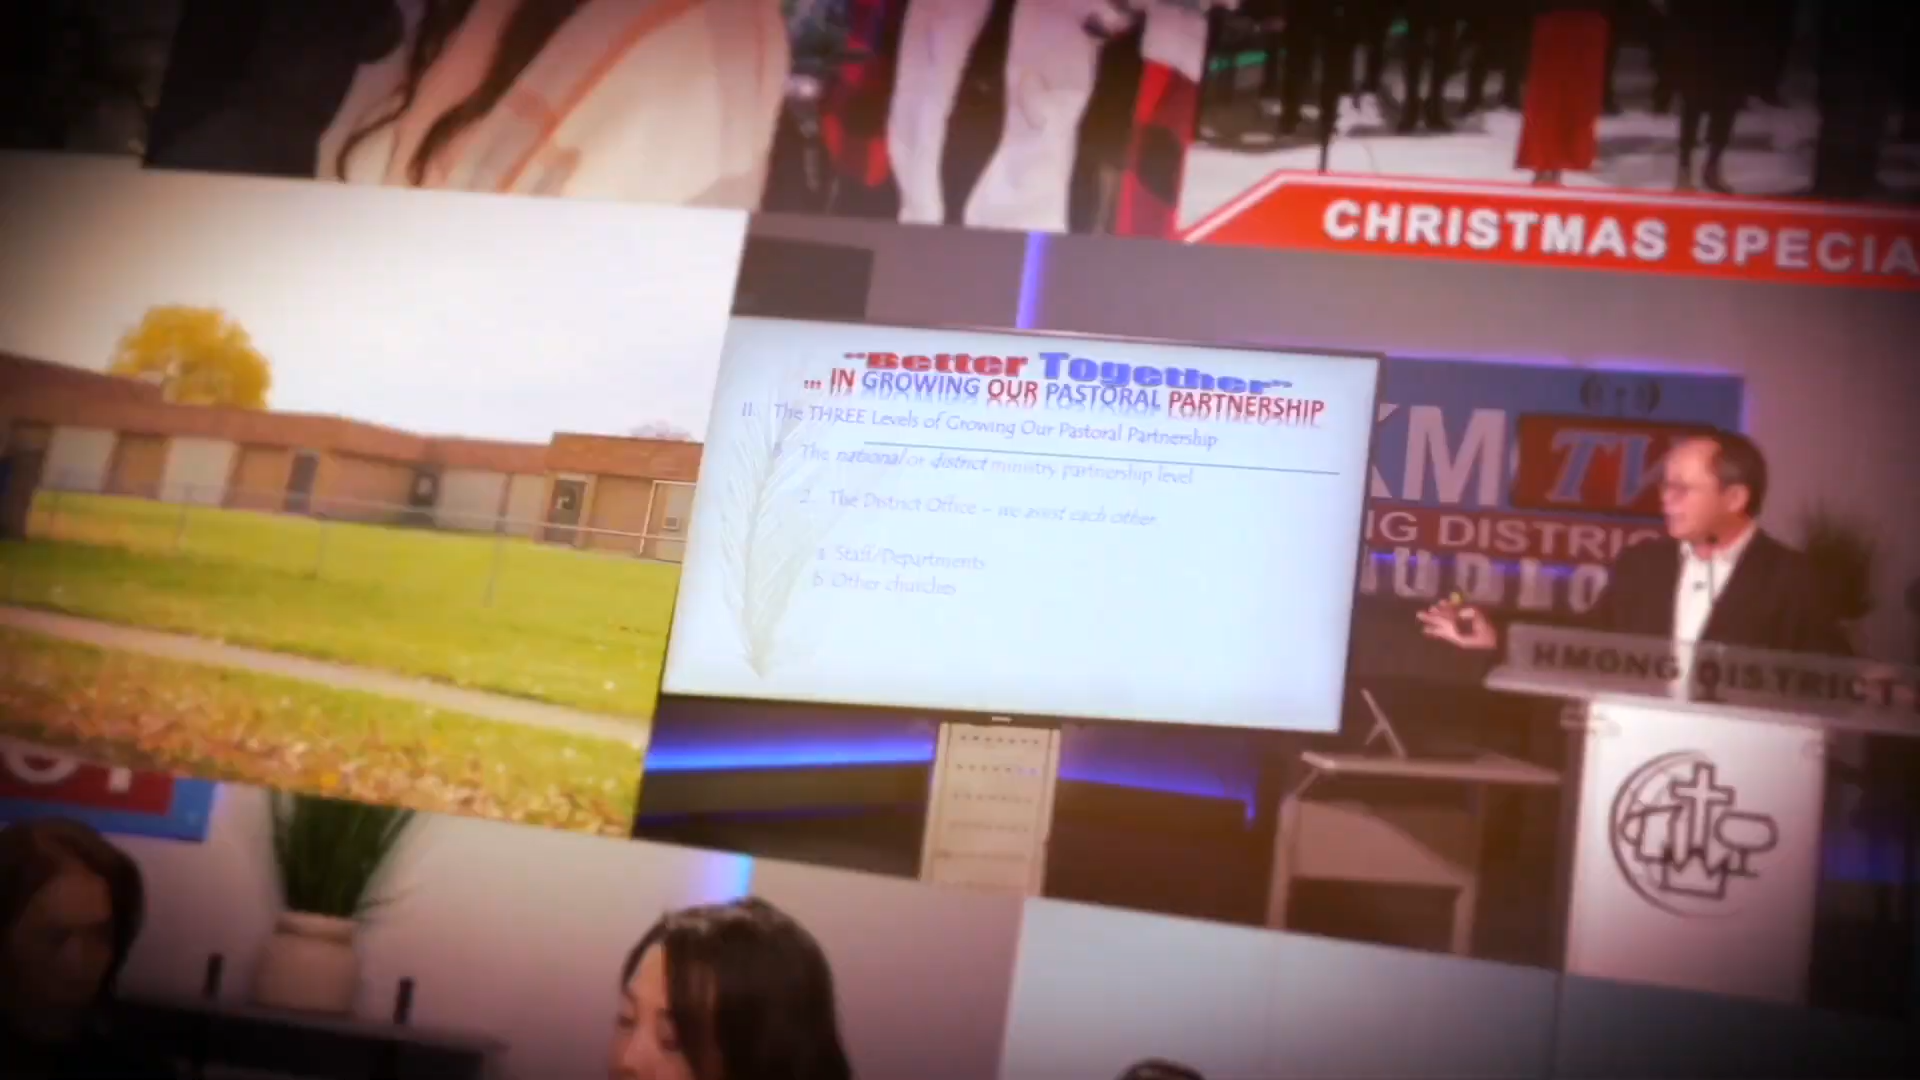 CHRISTMAS SPECIA
"Better Together"
... IN GROWING OUR PASTORAL PARTNERSHIP
II. The THREE Levels of Growing Our Pastoral Partnership
The national or district ministry partnership level
2. The District Office – we assist each other
a. Staff/Departments
b. Other churches
KM TV
NG DISTRIC
UDIO
HMONG DISTRICT